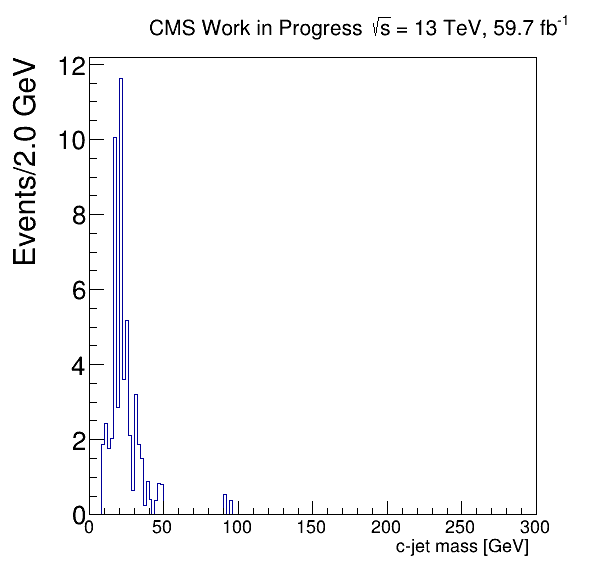 CMS Work in Progress √s = 13 TeV, 59.7 fb⁻¹
Events/2.0 GeV
12
10
8
6
4
2
0
0 50 100 150 200 250 300
c-jet mass [GeV]